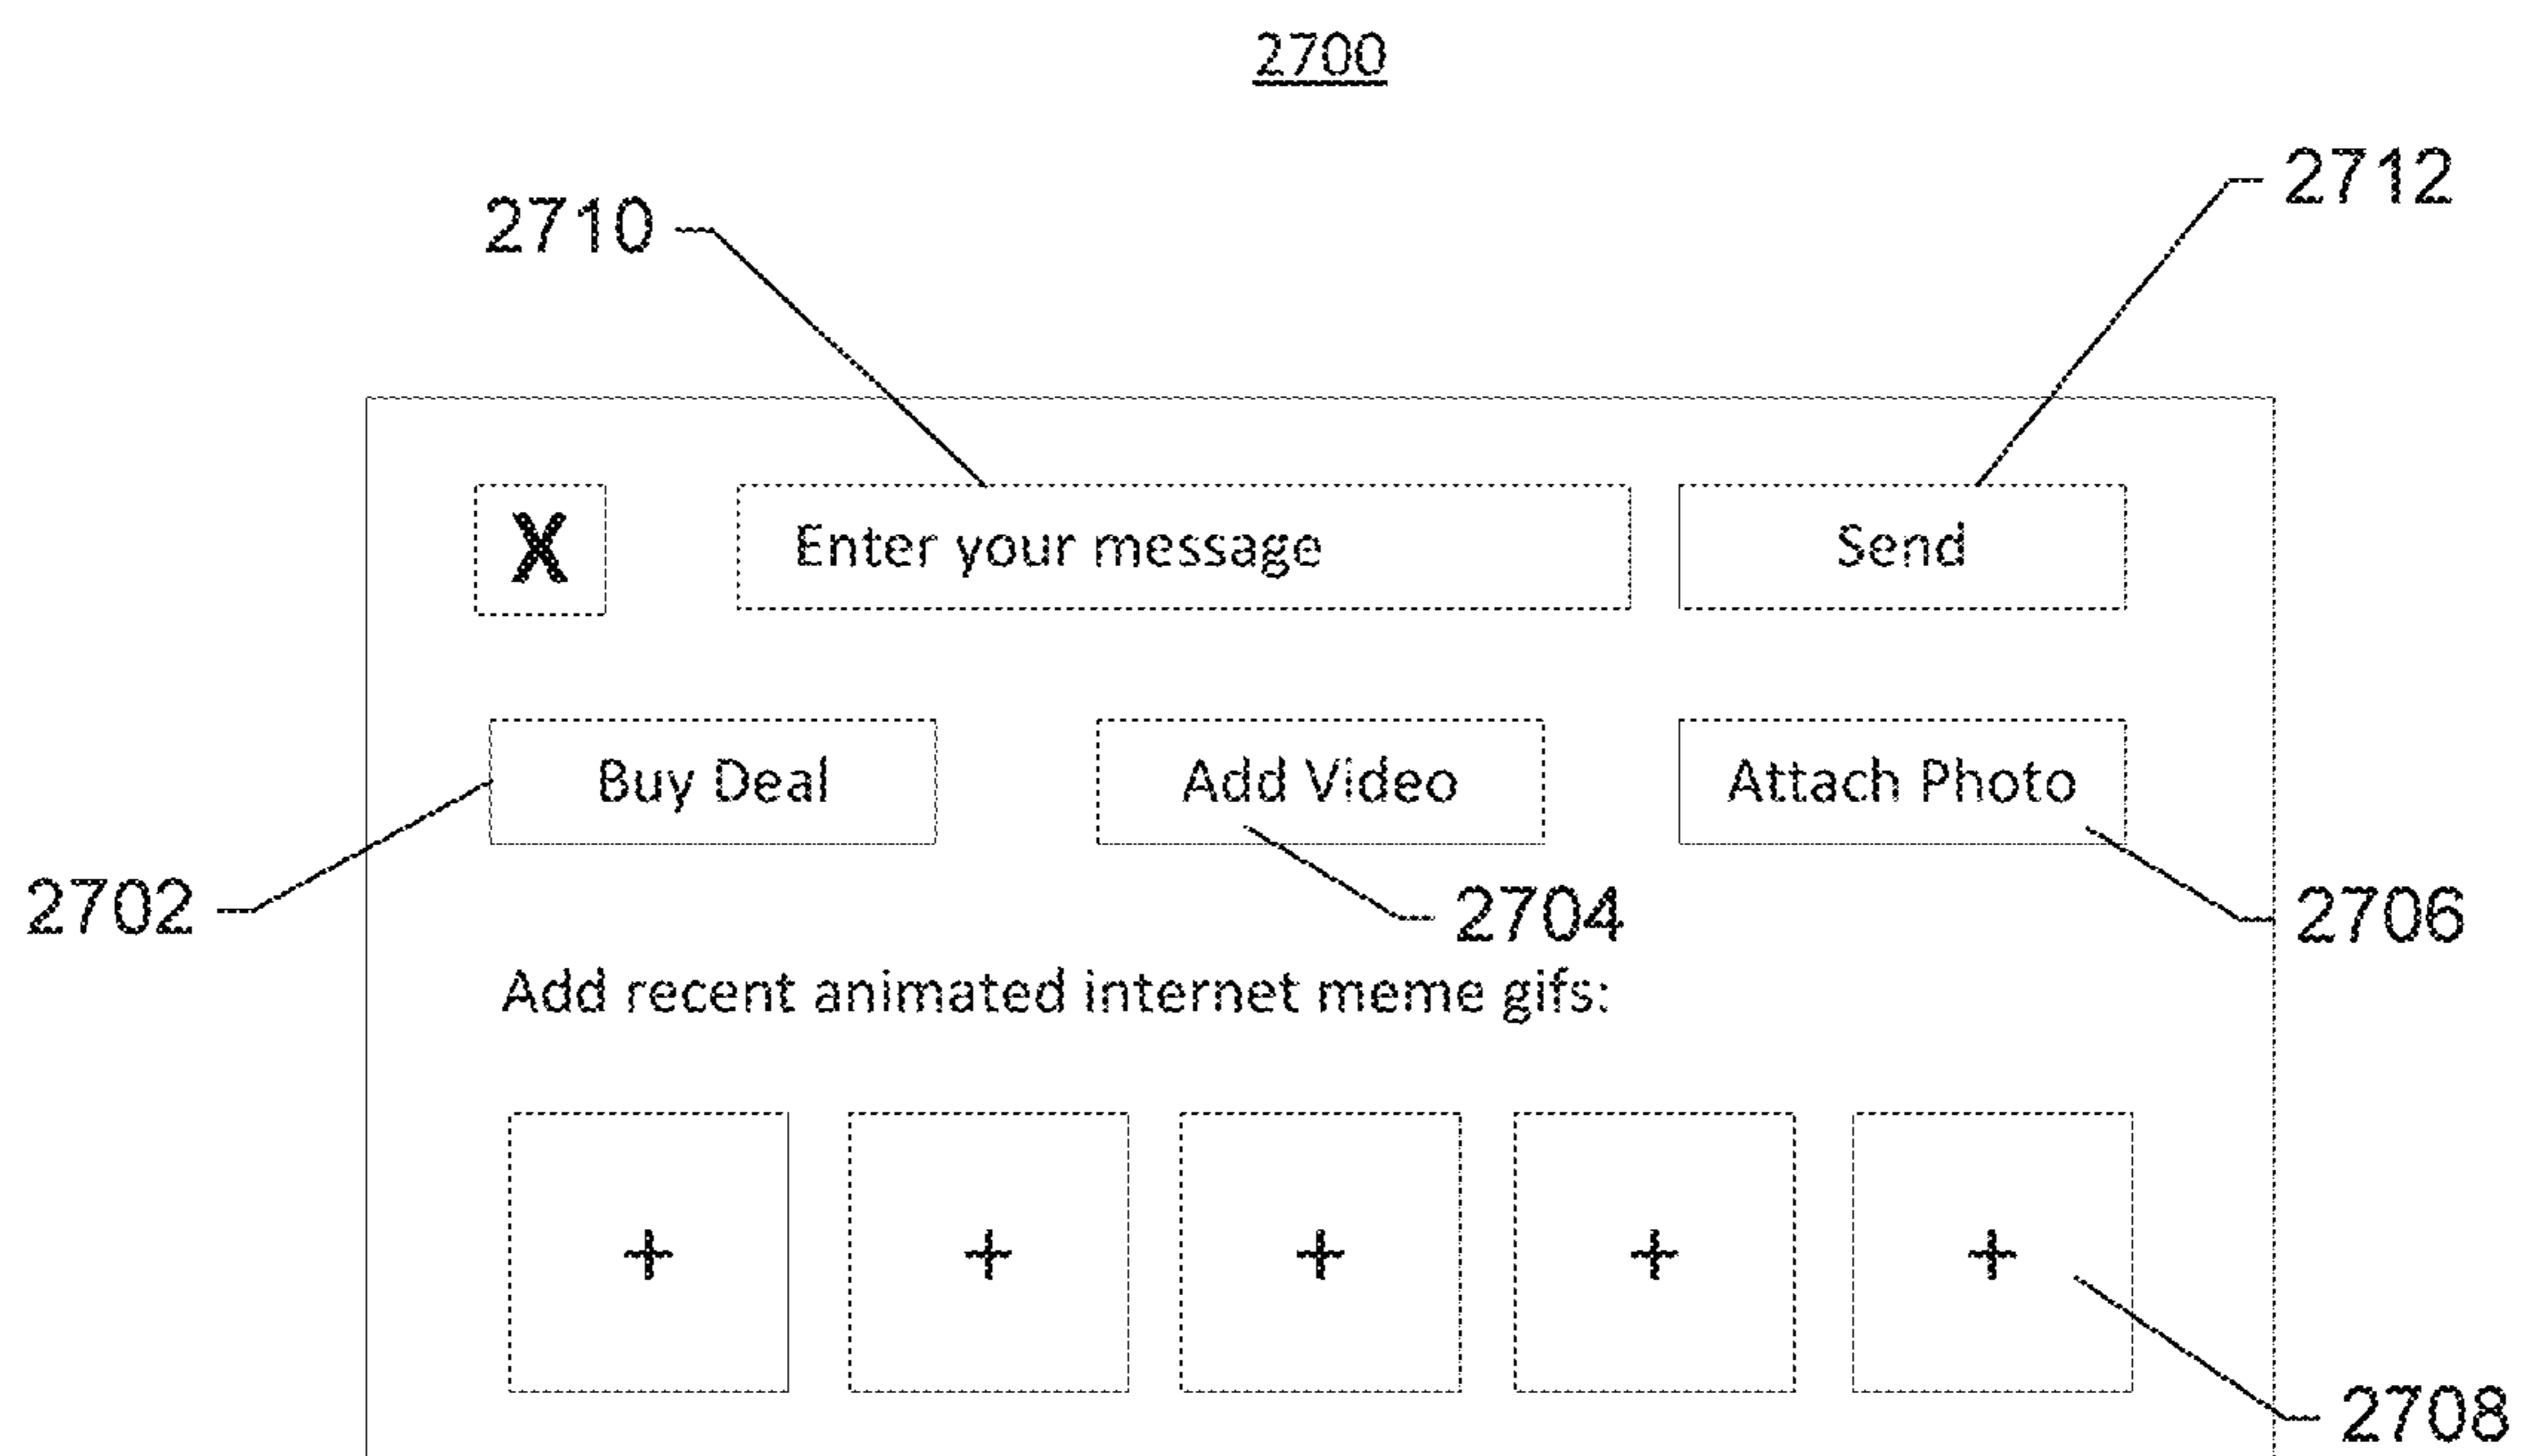 2700
2712
2710
X Enter your message Send
Buy Deal Add Video Attach Photo
2702 2704 2706
Add recent animated internet meme gifs:
+ + + + +
2708